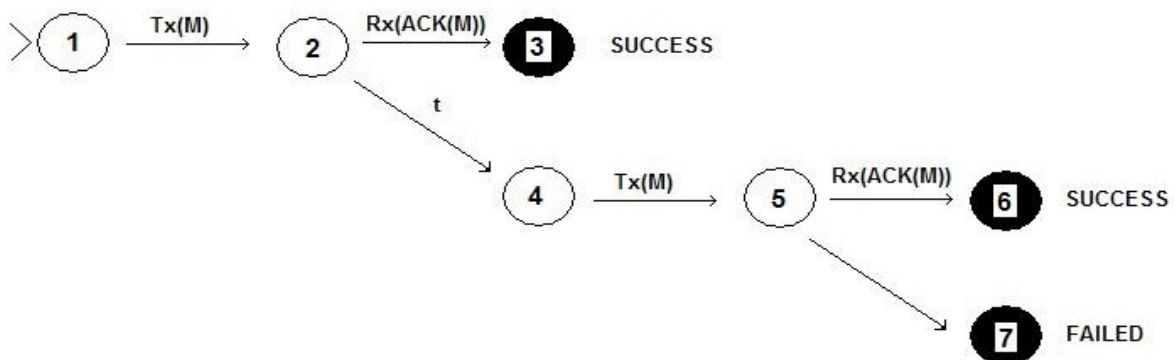 1 Tx(M) 2 Rx(ACK(M)) 3 SUCCESS
t
4 Tx(M) 5 Rx(ACK(M)) 6 SUCCESS
7 FAILED